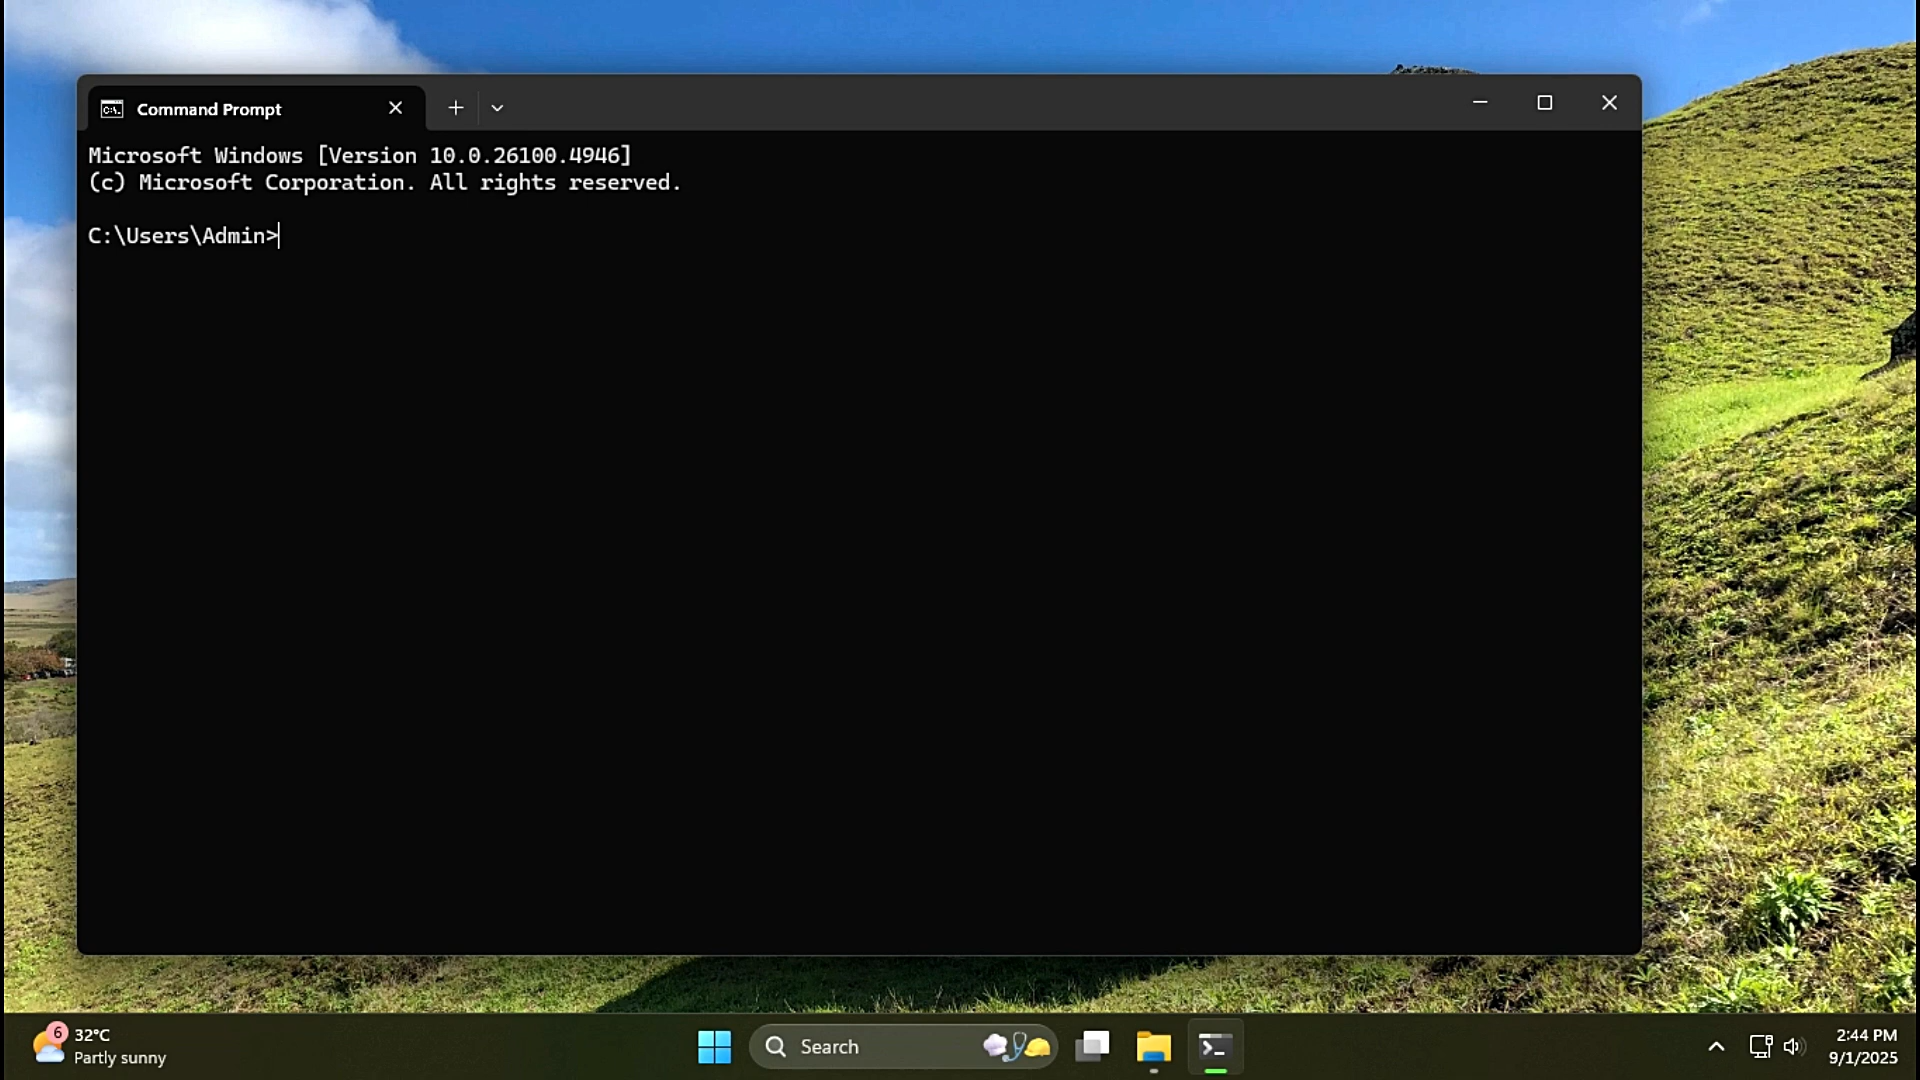 Command Prompt
Microsoft Windows [Version 10.0.26100.4946]
(c) Microsoft Corporation. All rights reserved.
C:\Users\Admin>
6
32°C
Partly sunny
Search
2:44 PM
9/1/2025